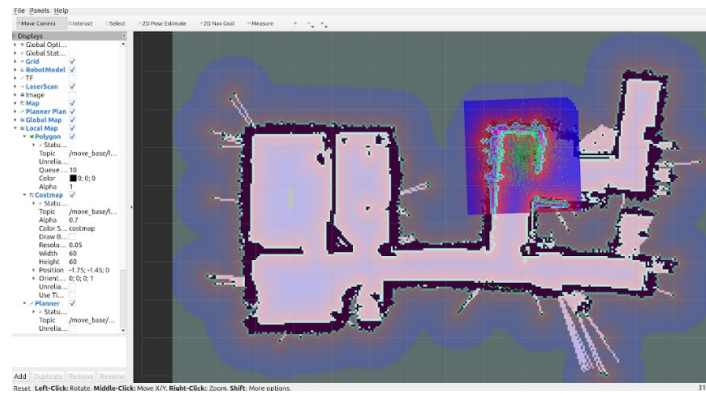 File Panels Help
Move Camera Interact Select 2D Pose Estimate 2D Nav Goal Measure
Displays
Global Opti...
Global Stat...
Grid
RobotModel
TF
LaserScan
Image
Map
Planner Plan
Global Map
Local Map
Polygon
Statu...
Topic /move_base/l...
Unrelia...
Queue ... 10
Color 0; 0; 0
Alpha 1
Costmap
Statu...
Topic /move_base/l...
Alpha 0.7
Color S... costmap
Draw B...
Resolu... 0.05
Width 60
Height 60
Position -1.75; -1.45; 0
Orient... 0; 0; 0; 1
Unrelia...
Use Ti...
Planner
Statu...
Topic /move_base/...
Unrelia...
Add Duplicate Remove Rename
Reset Left-Click: Rotate. Middle-Click: Move X/Y. Right-Click: Zoom. Shift: More options. 31